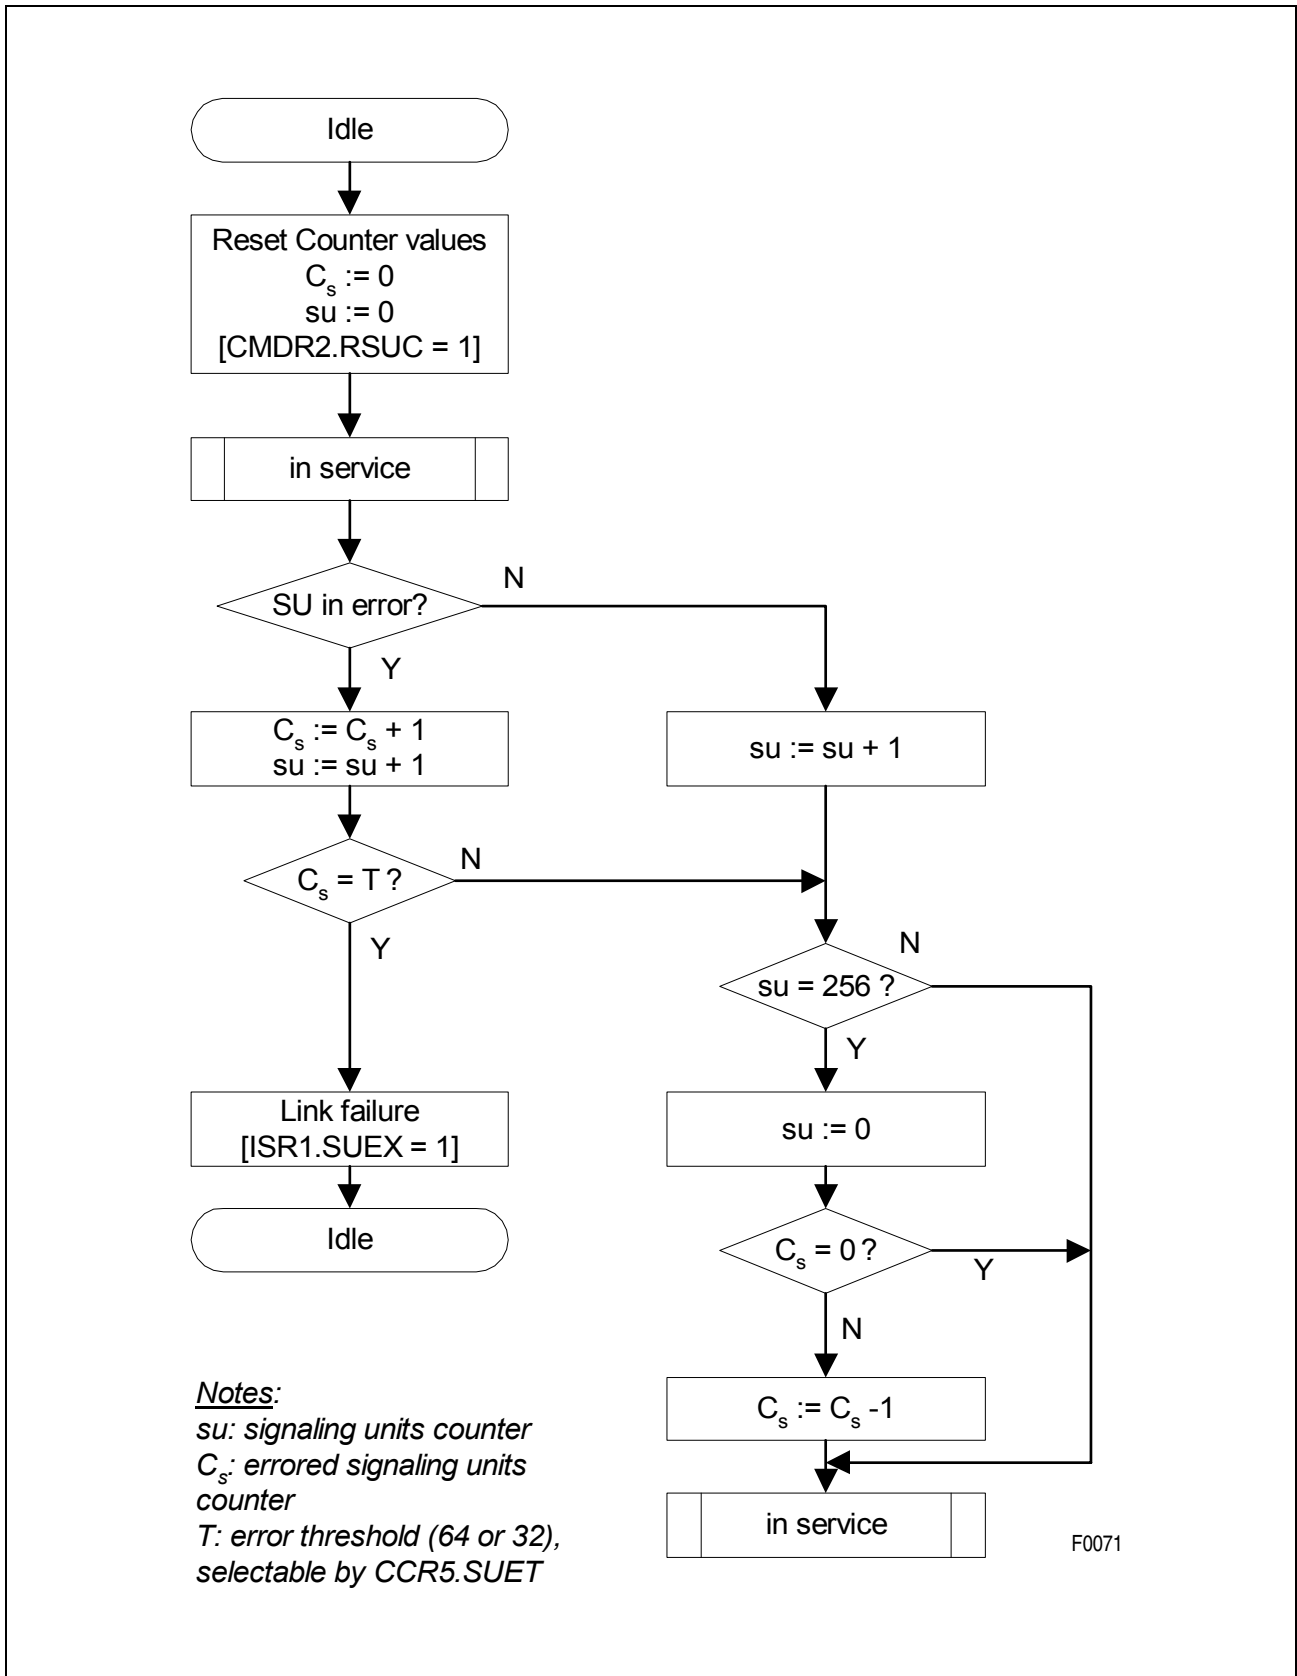 Idle
Reset Counter values
Cs := 0
su := 0
[CMDR2.RSUC = 1]
in service
SU in error?
N
Y
Cs := Cs + 1
su := su + 1
su := su + 1
Cs = T ?
N
Y
su = 256 ?
N
Y
Link failure
[ISR1.SUEX = 1]
su := 0
Idle
Cs = 0 ?
Y
N
Cs := Cs -1
in service
Notes:
su: signaling units counter
Cs: errored signaling units
counter
T: error threshold (64 or 32),
selectable by CCR5.SUET
F0071